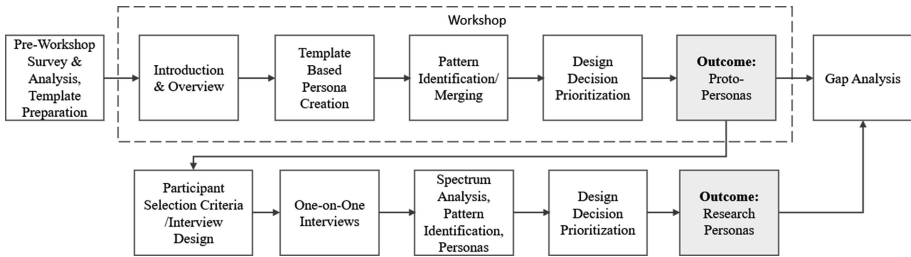 Workshop
Pre-Workshop
Survey &
Analysis,
Template
Preparation
Introduction
& Overview
Template
Based
Persona
Creation
Pattern
Identification/
Merging
Design
Decision
Prioritization
Outcome:
Proto-
Personas
Gap Analysis
Participant
Selection Criteria
/Interview
Design
One-on-One
Interviews
Spectrum
Analysis,
Pattern
Identification,
Personas
Design
Decision
Prioritization
Outcome:
Research
Personas